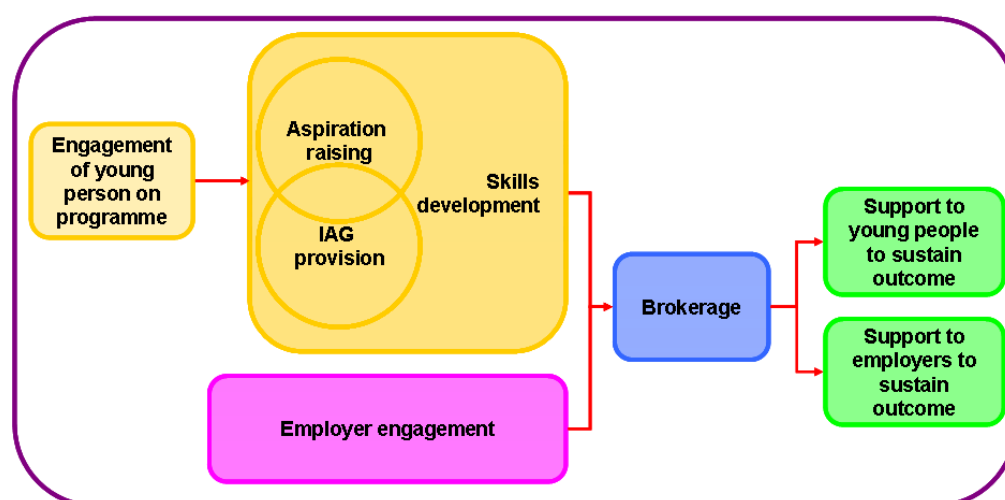 Engagement
of young
person on
programme
Aspiration
raising
IAG
provision
Skills
development
Employer engagement
Brokerage
Support to
young people
to sustain
outcome
Support to
employers to
sustain
outcome